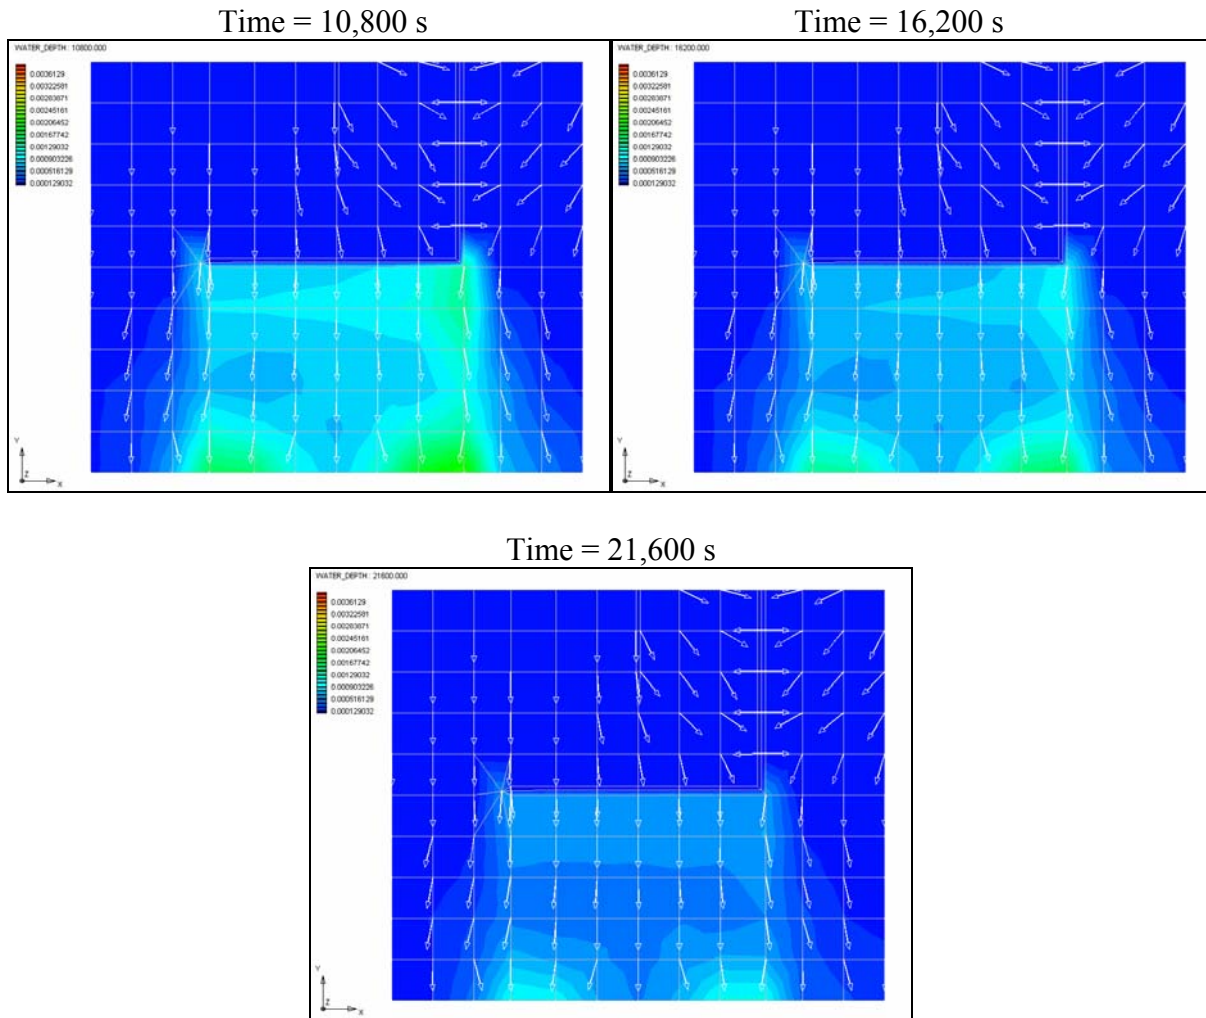 Time = 10,800 s
Time = 16,200 s
WATER_DEPTH : 10800.000
0.0036129
0.00322581
0.00283871
0.00245161
0.00206452
0.00167742
0.00129032
0.000903226
0.000516129
0.000129032
Y
Z
X
WATER_DEPTH : 16200.000
0.0036129
0.00322581
0.00283871
0.00245161
0.00206452
0.00167742
0.00129032
0.000903226
0.000516129
0.000129032
Y
Z
X
Time = 21,600 s
WATER_DEPTH : 21600.000
0.0036129
0.00322581
0.00283871
0.00245161
0.00206452
0.00167742
0.00129032
0.000903226
0.000516129
0.000129032
Y
Z
X